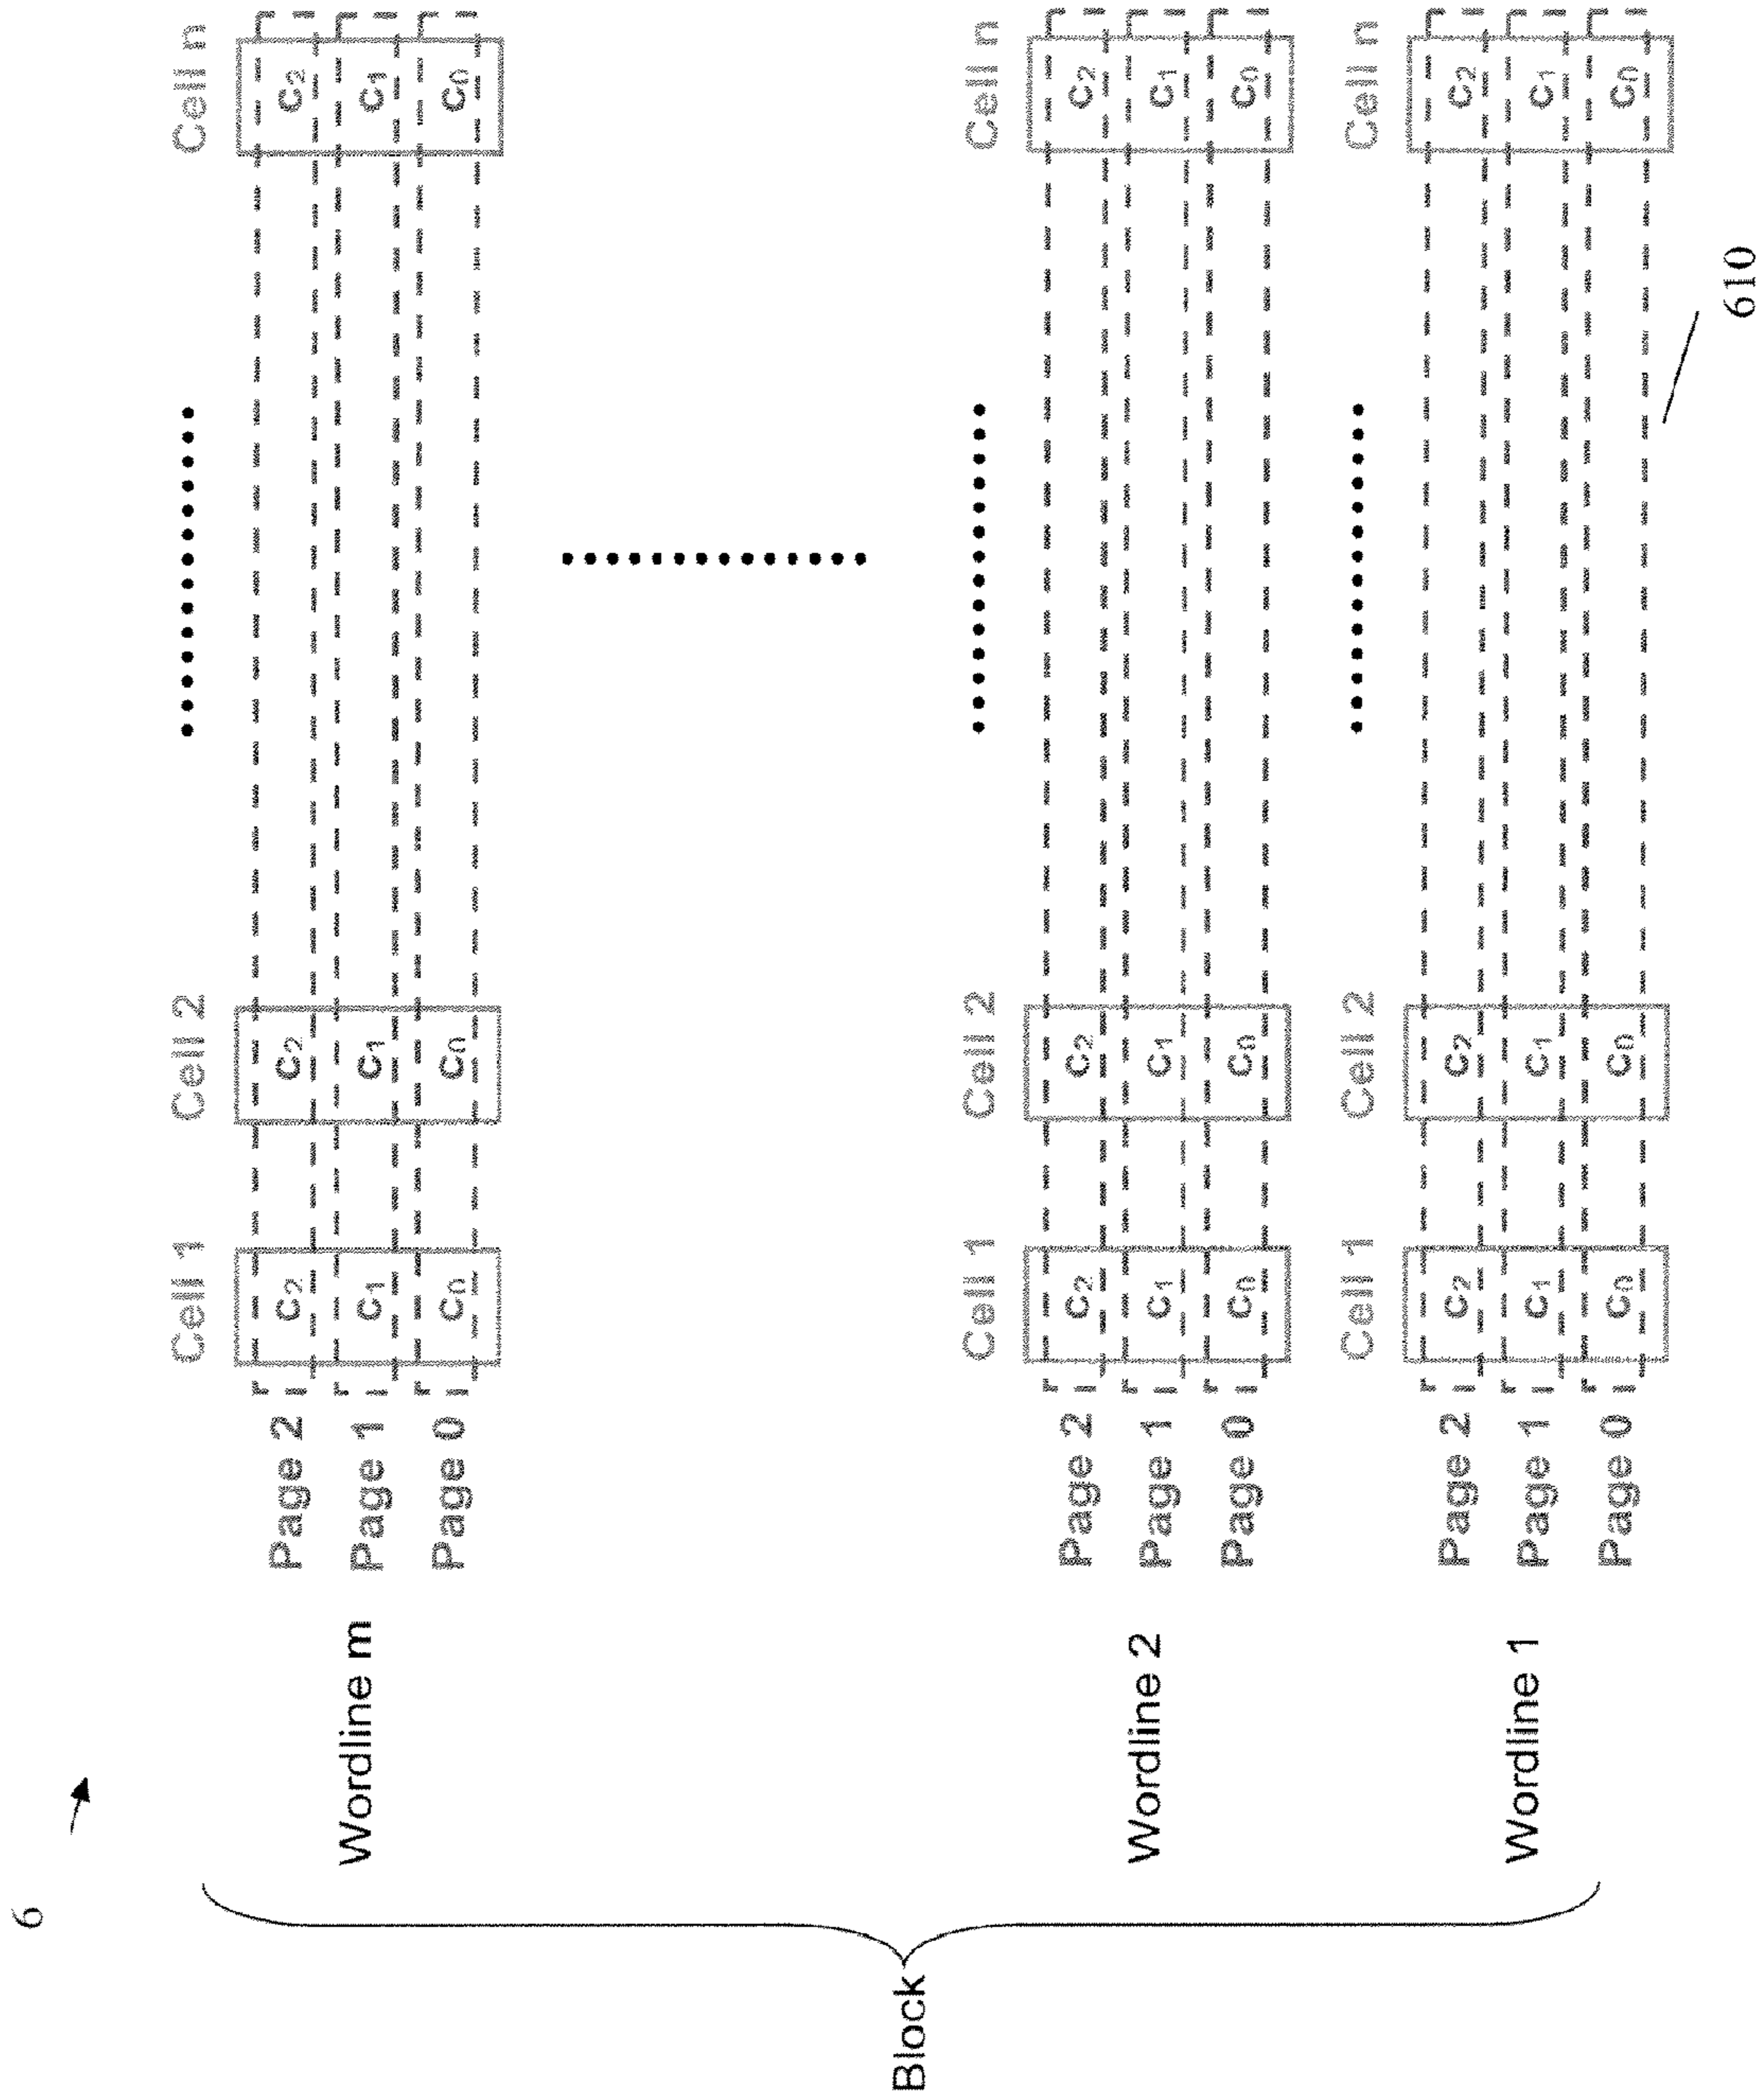 6
Block
Wordline m
Cell 1 Cell 2 Cell n
Page 2 c2 c2 c2
Page 1 c1 c1 c1
Page 0 c0 c0 c0
Wordline 2
Cell 1 Cell 2 Cell n
Page 2 c2 c2 c2
Page 1 c1 c1 c1
Page 0 c0 c0 c0
Wordline 1
Cell 1 Cell 2 Cell n
Page 2 c2 c2 c2
Page 1 c1 c1 c1
Page 0 c0 c0 c0
610